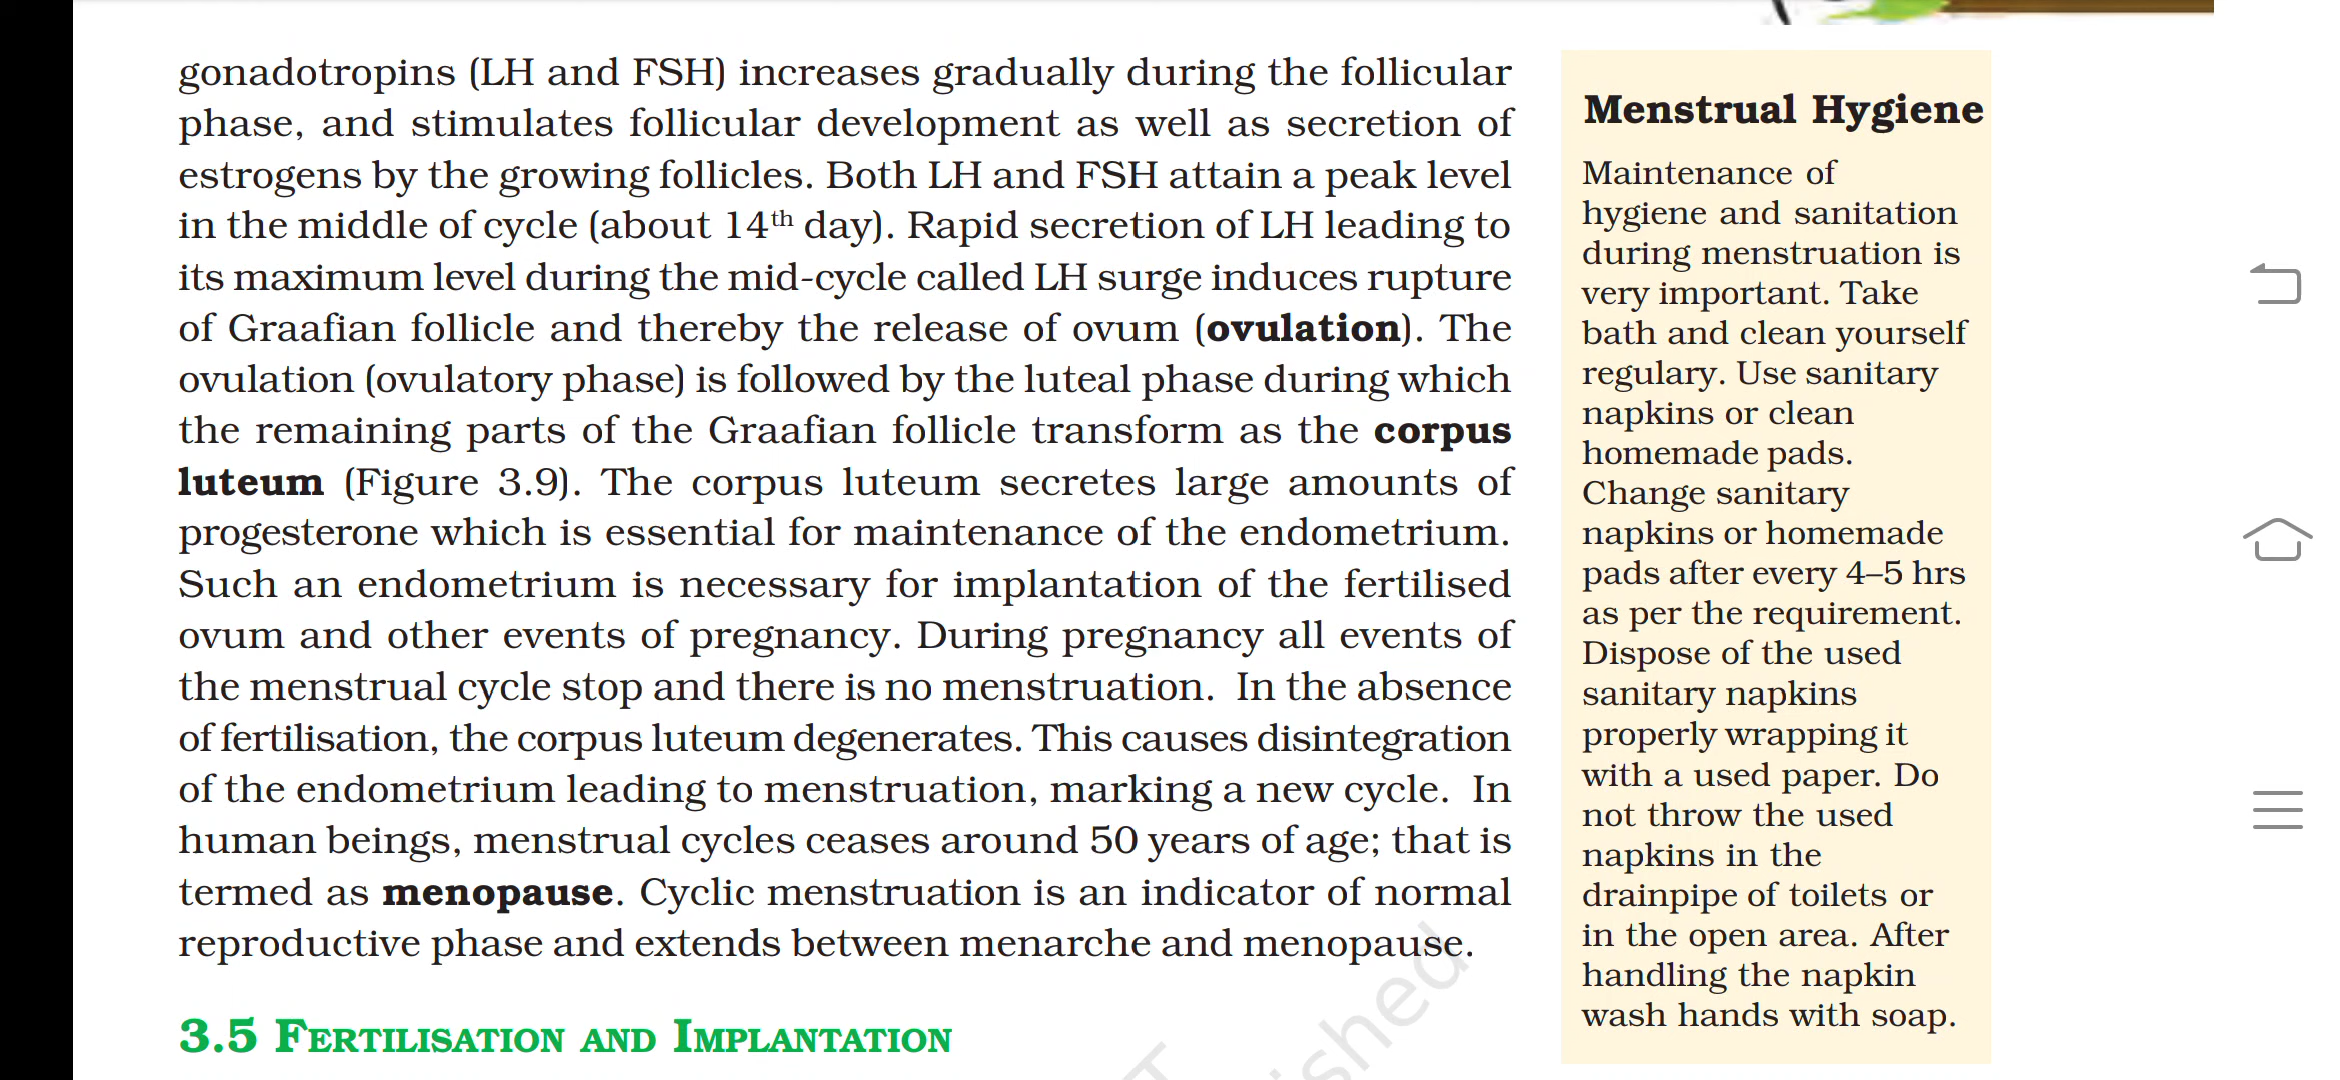 gonadotropins (LH and FSH) increases gradually during the follicular
phase, and stimulates follicular development as well as secretion of
estrogens by the growing follicles. Both LH and FSH attain a peak level
in the middle of cycle (about 14th day). Rapid secretion of LH leading to
its maximum level during the mid-cycle called LH surge induces rupture
of Graafian follicle and thereby the release of ovum (ovulation). The
ovulation (ovulatory phase) is followed by the luteal phase during which
the remaining parts of the Graafian follicle transform as the corpus
luteum (Figure 3.9). The corpus luteum secretes large amounts of
progesterone which is essential for maintenance of the endometrium.
Such an endometrium is necessary for implantation of the fertilised
ovum and other events of pregnancy. During pregnancy all events of
the menstrual cycle stop and there is no menstruation. In the absence
of fertilisation, the corpus luteum degenerates. This causes disintegration
of the endometrium leading to menstruation, marking a new cycle. In
human beings, menstrual cycles ceases around 50 years of age; that is
termed as menopause. Cyclic menstruation is an indicator of normal
reproductive phase and extends between menarche and menopause.
3.5 Fertilisation and Implantation
Menstrual Hygiene
Maintenance of
hygiene and sanitation
during menstruation is
very important. Take
bath and clean yourself
regulary. Use sanitary
napkins or clean
homemade pads.
Change sanitary
napkins or homemade
pads after every 4–5 hrs
as per the requirement.
Dispose of the used
sanitary napkins
properly wrapping it
with a used paper. Do
not throw the used
napkins in the
drainpipe of toilets or
in the open area. After
handling the napkin
wash hands with soap.